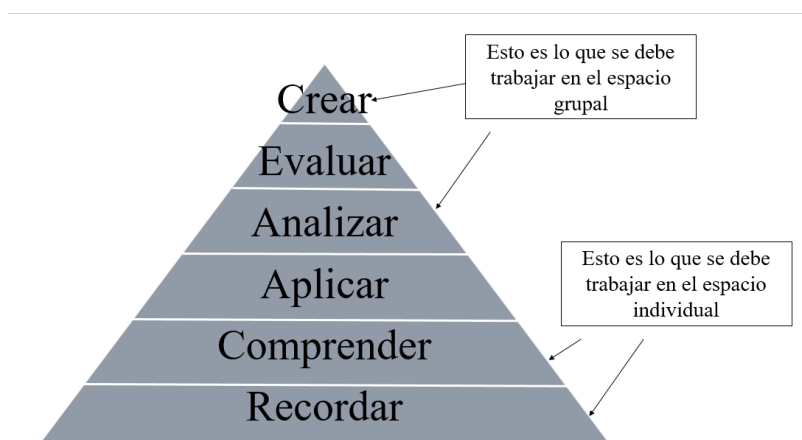 Esto es lo que se debe
trabajar en el espacio
grupal
Crear
Evaluar
Analizar
Esto es lo que se debe
trabajar en el espacio
individual
Aplicar
Comprender
Recordar